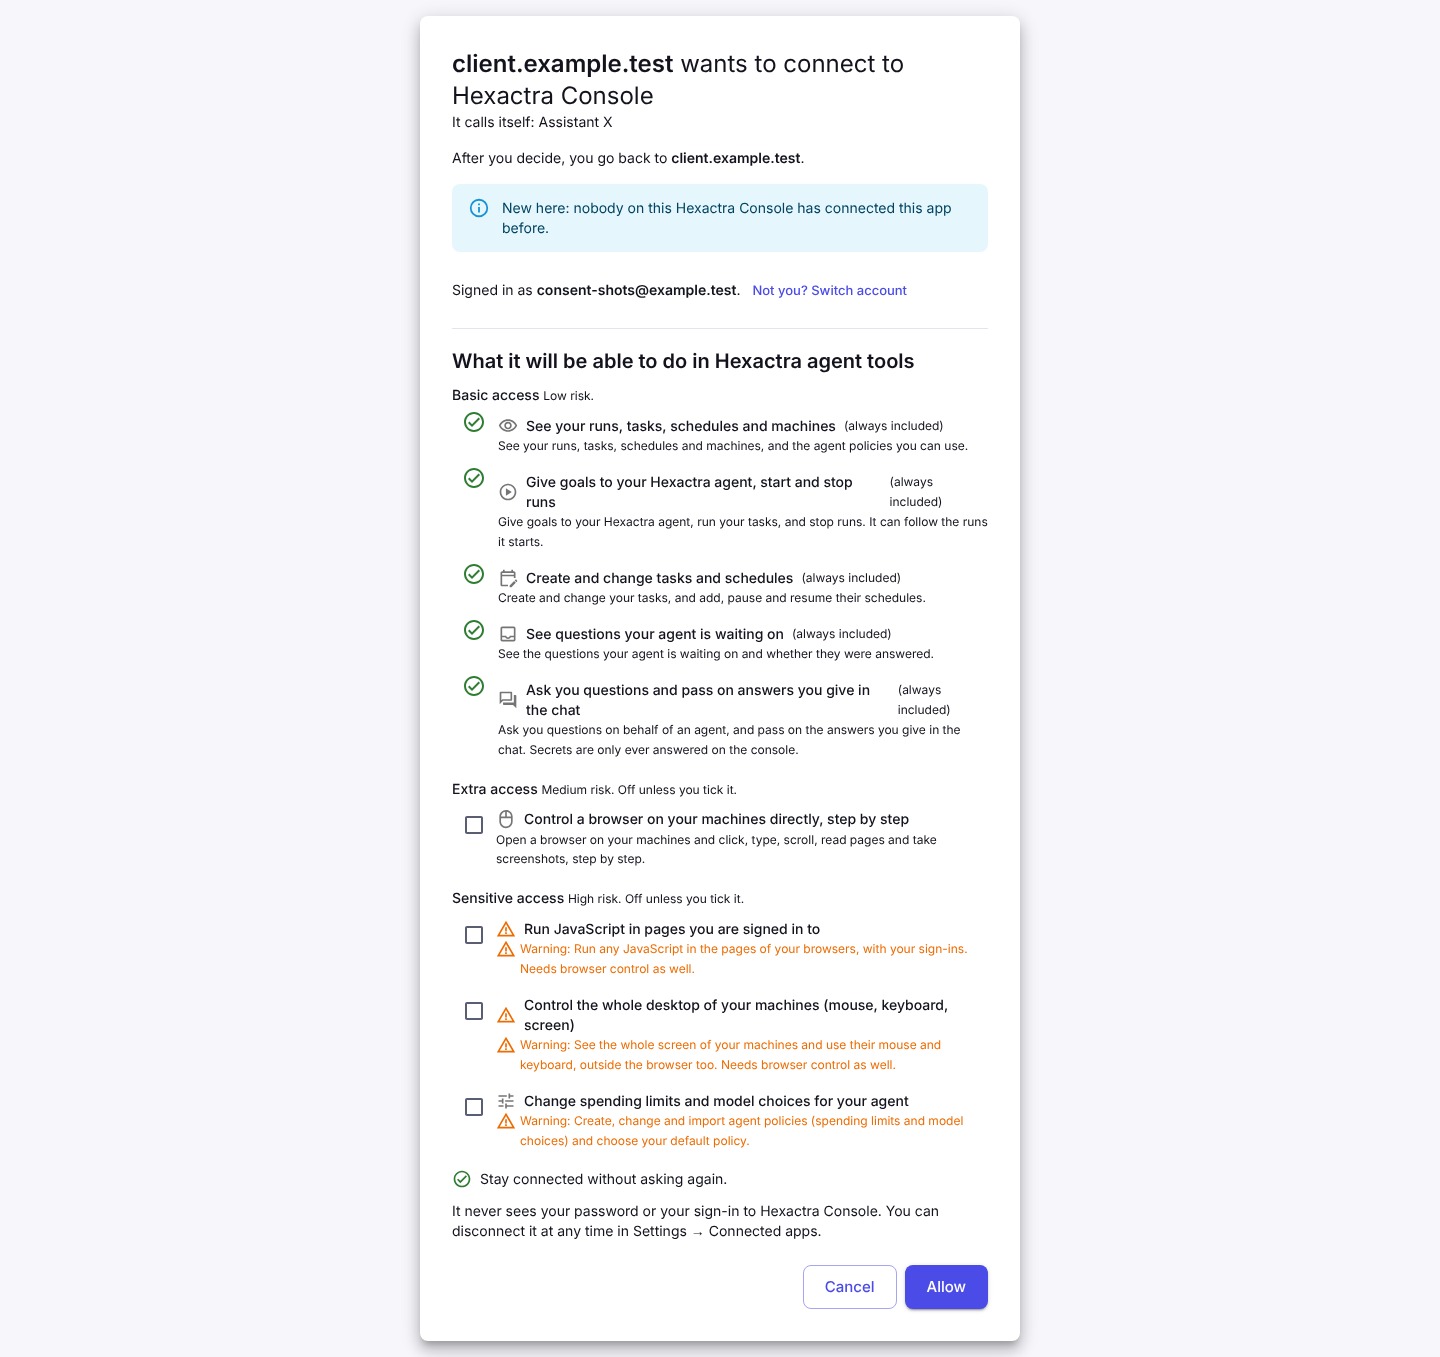 client.example.test wants to connect to
Hexactra Console
It calls itself: Assistant X
After you decide, you go back to client.example.test.
New here: nobody on this Hexactra Console has connected this app
before.
Signed in as consent-shots@example.test. Not you? Switch account
What it will be able to do in Hexactra agent tools
Basic access Low risk.
See your runs, tasks, schedules and machines (always included)
See your runs, tasks, schedules and machines, and the agent policies you can use.
Give goals to your Hexactra agent, start and stop (always
runs included)
Give goals to your Hexactra agent, run your tasks, and stop runs. It can follow the runs
it starts.
Create and change tasks and schedules (always included)
Create and change your tasks, and add, pause and resume their schedules.
See questions your agent is waiting on (always included)
See the questions your agent is waiting on and whether they were answered.
Ask you questions and pass on answers you give in (always
the chat included)
Ask you questions on behalf of an agent, and pass on the answers you give in the
chat. Secrets are only ever answered on the console.
Extra access Medium risk. Off unless you tick it.
Control a browser on your machines directly, step by step
Open a browser on your machines and click, type, scroll, read pages and take
screenshots, step by step.
Sensitive access High risk. Off unless you tick it.
Run JavaScript in pages you are signed in to
Warning: Run any JavaScript in the pages of your browsers, with your sign-ins.
Needs browser control as well.
Control the whole desktop of your machines (mouse, keyboard,
screen)
Warning: See the whole screen of your machines and use their mouse and
keyboard, outside the browser too. Needs browser control as well.
Change spending limits and model choices for your agent
Warning: Create, change and import agent policies (spending limits and model
choices) and choose your default policy.
Stay connected without asking again.
It never sees your password or your sign-in to Hexactra Console. You can
disconnect it at any time in Settings → Connected apps.
Cancel Allow